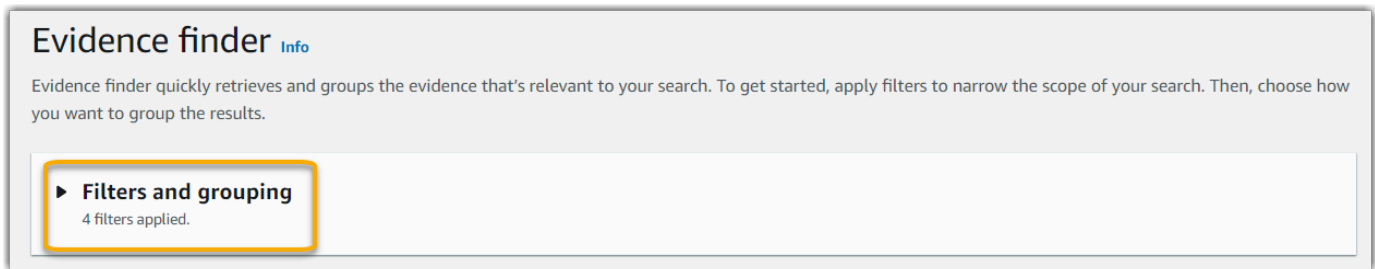 Evidence finder Info
Evidence finder quickly retrieves and groups the evidence that's relevant to your search. To get started, apply filters to narrow the scope of your search. Then, choose how
you want to group the results.
Filters and grouping
4 filters applied.